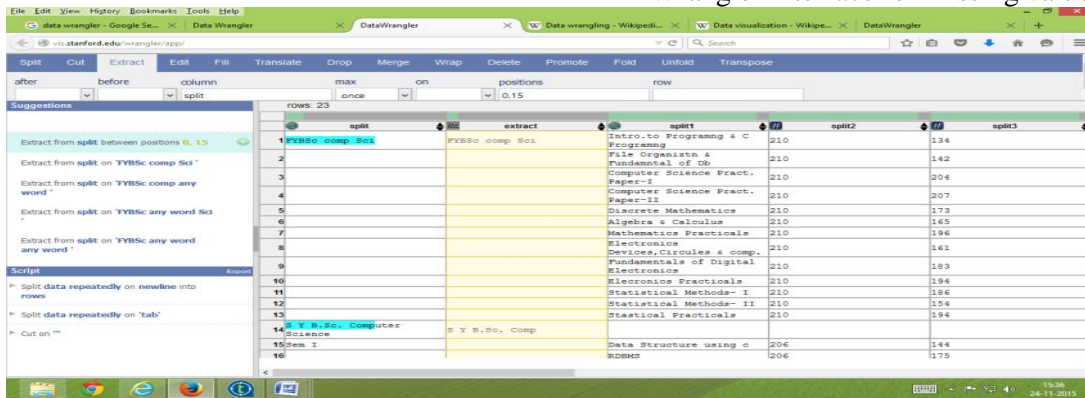 File Edit View History Bookmarks Tools Help
data wrangler - Google Se... Data Wrangler DataWrangler Data wrangling - Wikipedi... Data visualization - Wikipe... DataWrangler
vis.stanford.edu/wrangler/app/ Search
Split Cut Extract Edit Fill Translate Drop Merge Wrap Delete Promote Fold Unfold Transpose
after before column max on positions row
split once 0,15
Suggestions
Extract from split between positions 0, 15
Extract from split on 'FYBSc comp Sci '
Extract from split on 'FYBSc comp any
word '
Extract from split on 'FYBSc any word Sci
'
Extract from split on 'FYBSc any word
any word '
Script Export
Split data repeatedly on newline into
rows
Split data repeatedly on 'tab'
Cut on '"'
rows: 23
split extract split1 split2 split3
1 FYBSc comp Sci FYBSc comp Sci Intro.to Programng & C Programng 210 134
2 File Organiztn & Fundamntal of Db 210 142
3 Computer Science Pract. Paper-I 210 204
4 Computer Science Pract. Paper-II 210 207
5 Discrete Mathematics 210 173
6 Algebra & Calculus 210 165
7 Mathematics Practicals 210 196
8 Electronics Devices,Circules & comp. 210 161
9 Fundamentals of Digital Electronics 210 183
10 Elecronics Practicals 210 194
11 Statistical Methods- I 210 186
12 Statistical Methods- II 210 154
13 Stastical Practicals 210 194
14 S Y B.Sc. Computer Science S Y B.Sc. Comp
15 Sem I Data Structure using c 206 144
16 RDBMS 206 175
15:36
24-11-2015